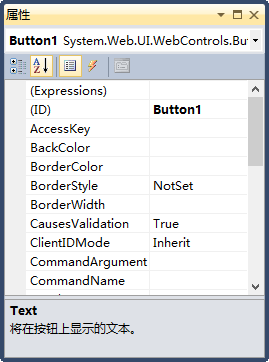 属性
Button1 System.Web.UI.WebControls.But
(Expressions)
(ID) Button1
AccessKey
BackColor
BorderColor
BorderStyle NotSet
BorderWidth
CausesValidation True
ClientIDMode Inherit
CommandArgument
CommandName
Text
将在按钮上显示的文本。